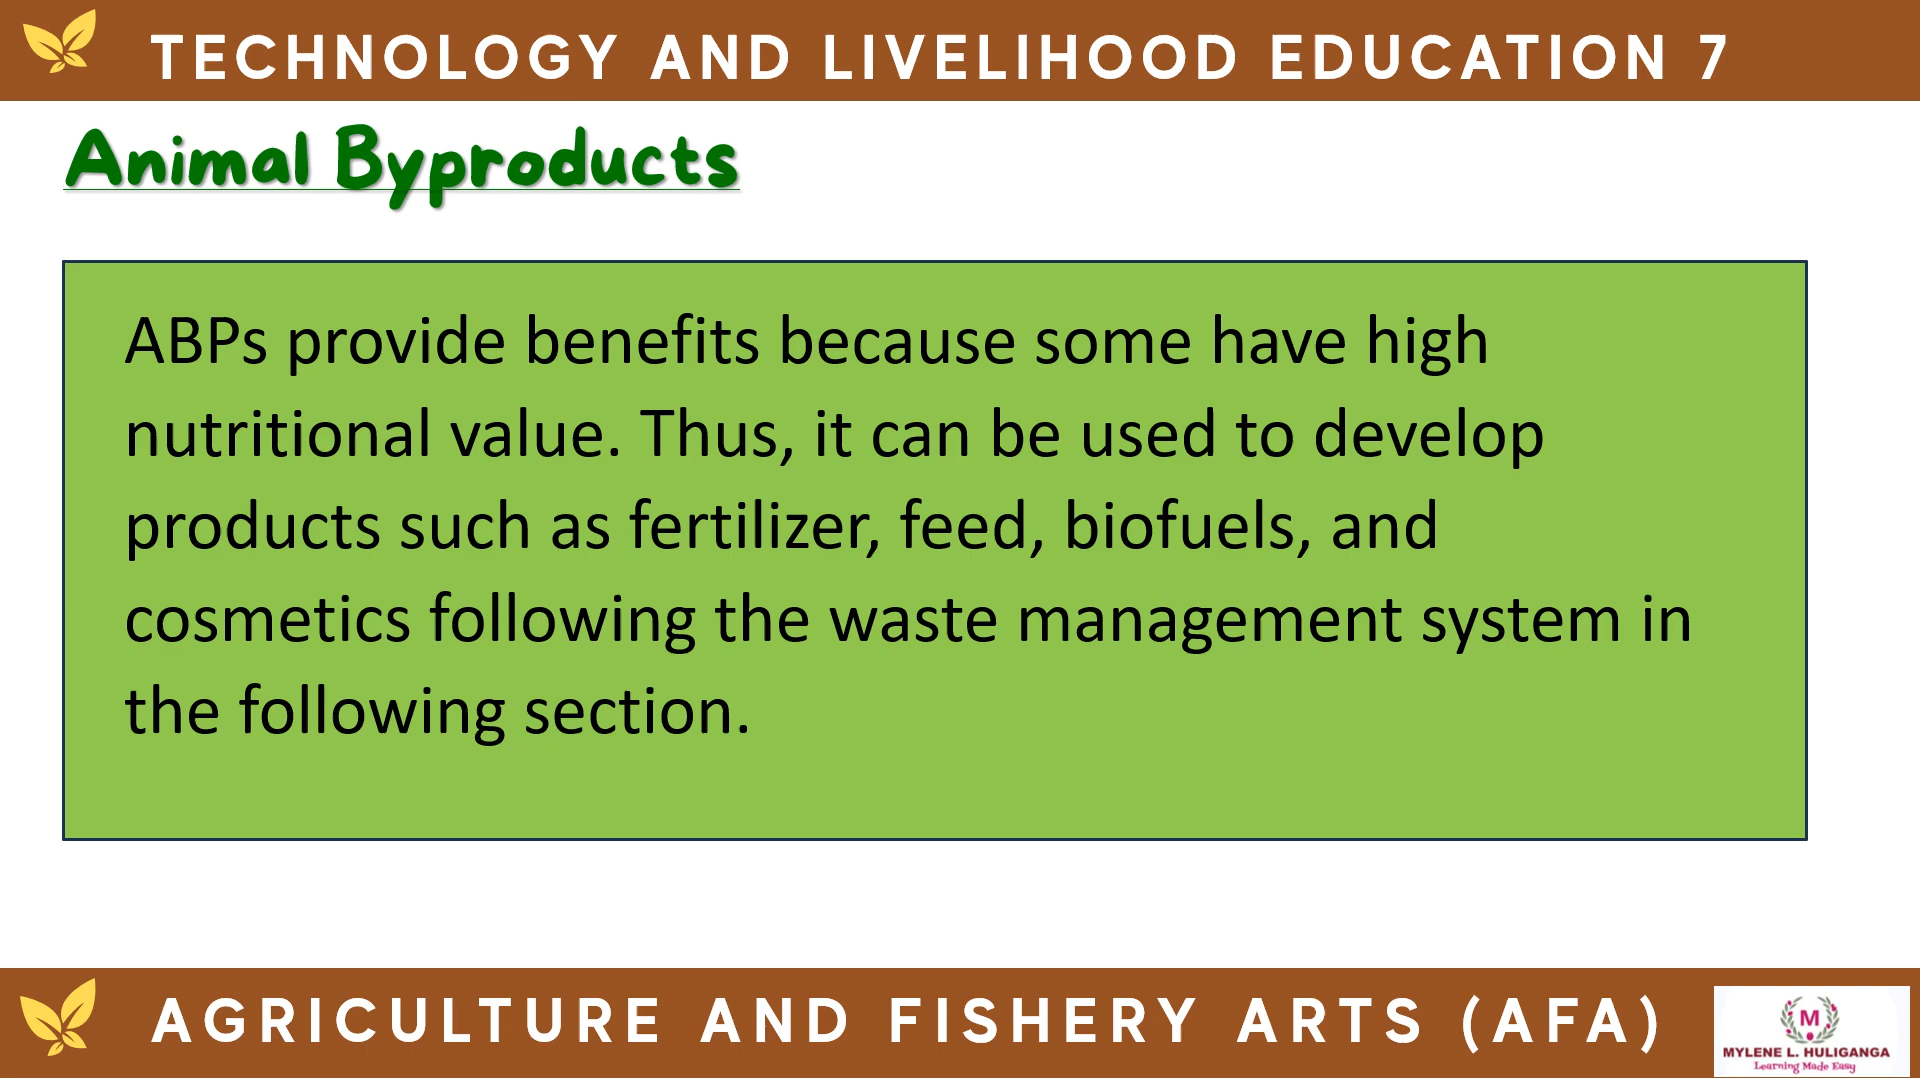 TECHNOLOGY AND LIVELIHOOD EDUCATION 7
Animal Byproducts
ABPs provide benefits because some have high
nutritional value. Thus, it can be used to develop
products such as fertilizer, feed, biofuels, and
cosmetics following the waste management system in
the following section.
AGRICULTURE AND FISHERY ARTS (AFA)
M
MYLENE L. HULIGANGA
Learning Made Easy